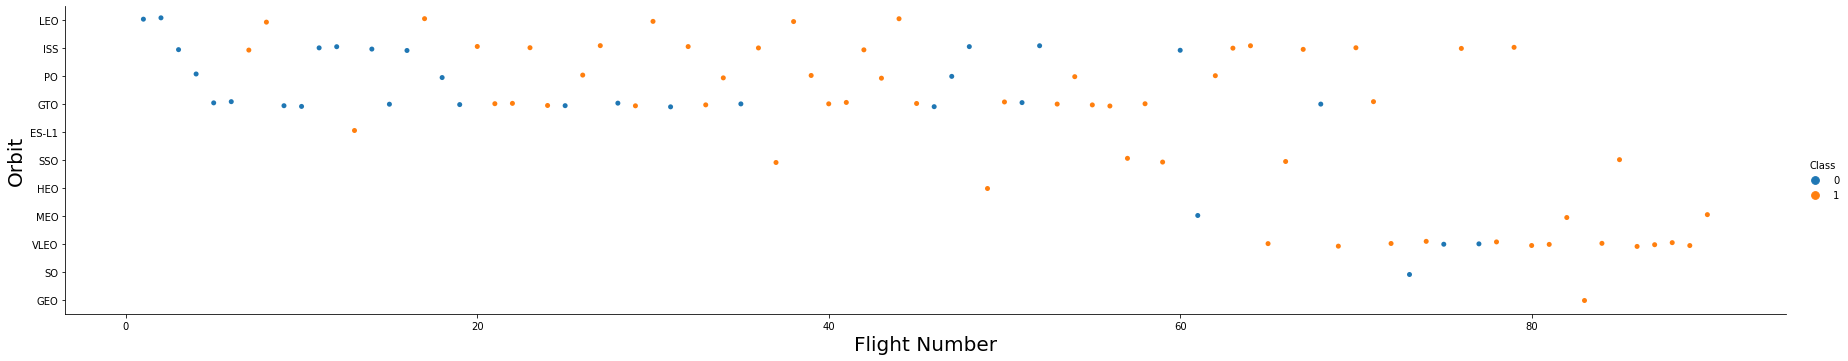 LEO
ISS
PO
GTO
ES-L1
SSO
HEO
MEO
VLEO
SO
GEO
Orbit
0 20 40 60 80
Flight Number
Class
0
1